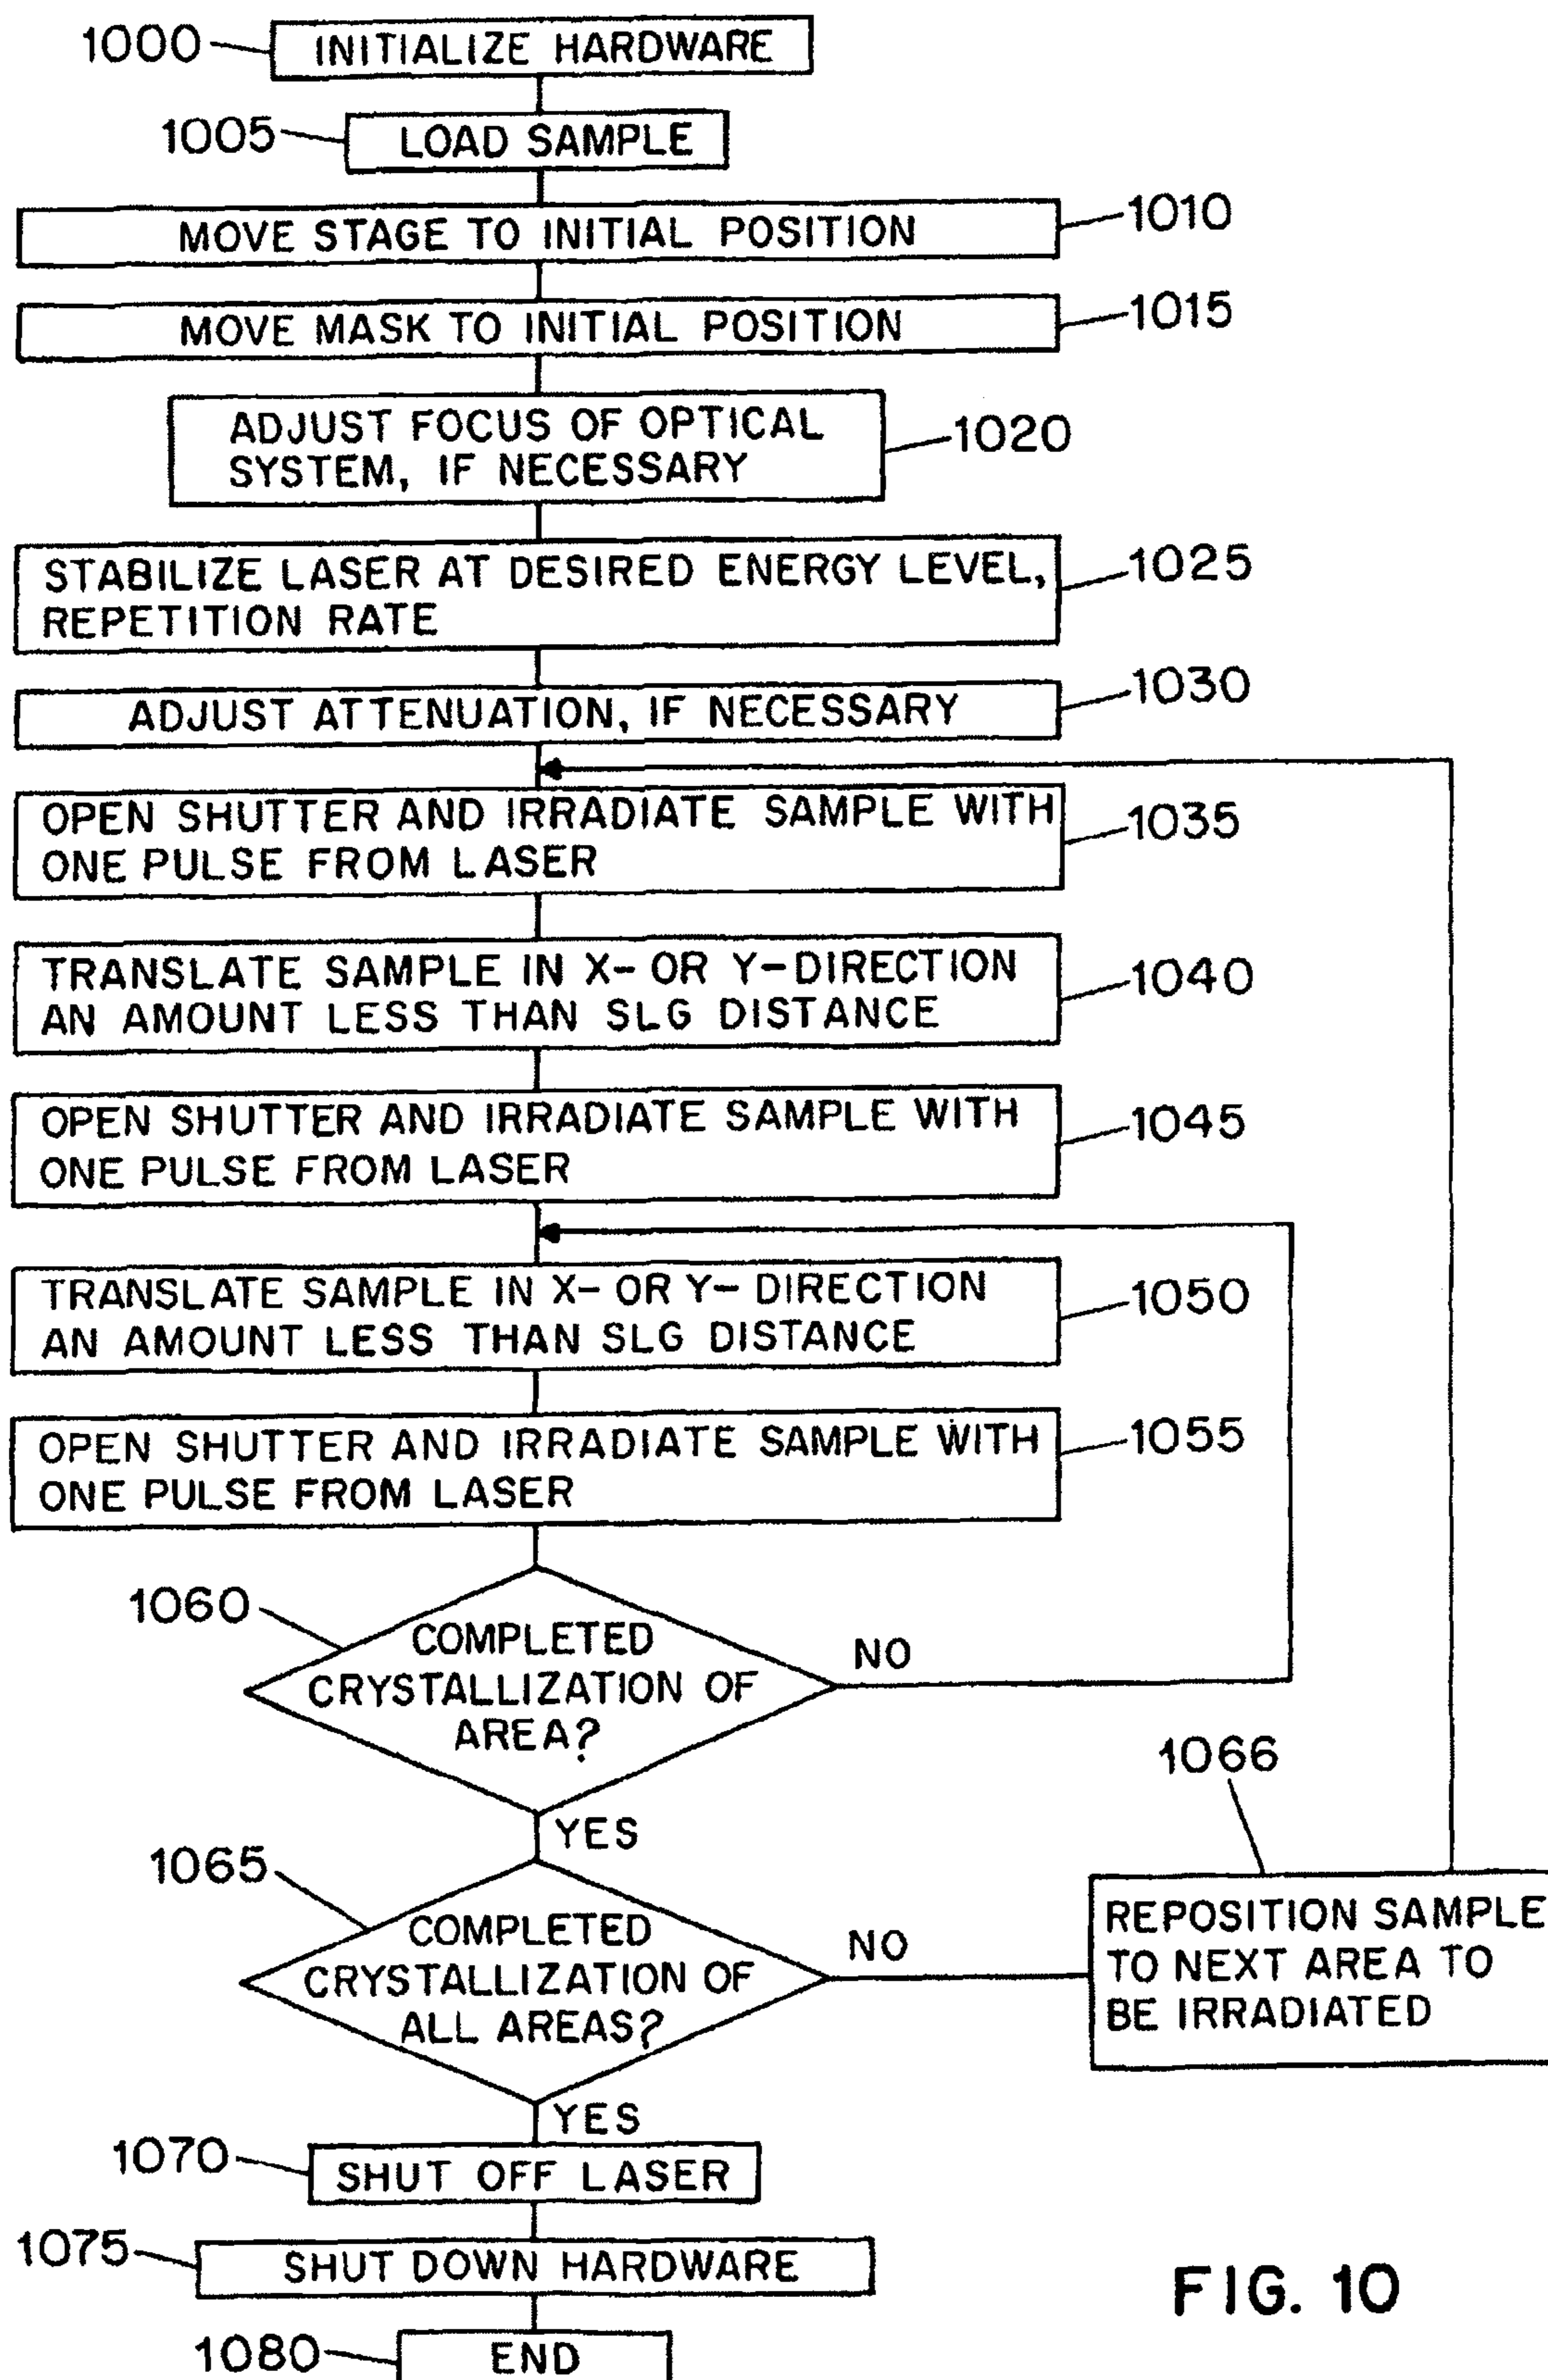 1000
INITIALIZE HARDWARE
1005
LOAD SAMPLE
MOVE STAGE TO INITIAL POSITION
1010
MOVE MASK TO INITIAL POSITION
1015
ADJUST FOCUS OF OPTICAL
SYSTEM, IF NECESSARY
1020
STABILIZE LASER AT DESIRED ENERGY LEVEL,
REPETITION RATE
1025
ADJUST ATTENUATION, IF NECESSARY
1030
OPEN SHUTTER AND IRRADIATE SAMPLE WITH
ONE PULSE FROM LASER
1035
TRANSLATE SAMPLE IN X- OR Y-DIRECTION
AN AMOUNT LESS THAN SLG DISTANCE
1040
OPEN SHUTTER AND IRRADIATE SAMPLE WITH
ONE PULSE FROM LASER
1045
TRANSLATE SAMPLE IN X- OR Y- DIRECTION
AN AMOUNT LESS THAN SLG DISTANCE
1050
OPEN SHUTTER AND IRRADIATE SAMPLE WITH
ONE PULSE FROM LASER
1055
1060
COMPLETED
CRYSTALLIZATION OF
AREA?
NO
YES
1065
COMPLETED
CRYSTALLIZATION OF
ALL AREAS?
NO
1066
REPOSITION SAMPLE
TO NEXT AREA TO
BE IRRADIATED
YES
1070
SHUT OFF LASER
1075
SHUT DOWN HARDWARE
1080
END
FIG. 10